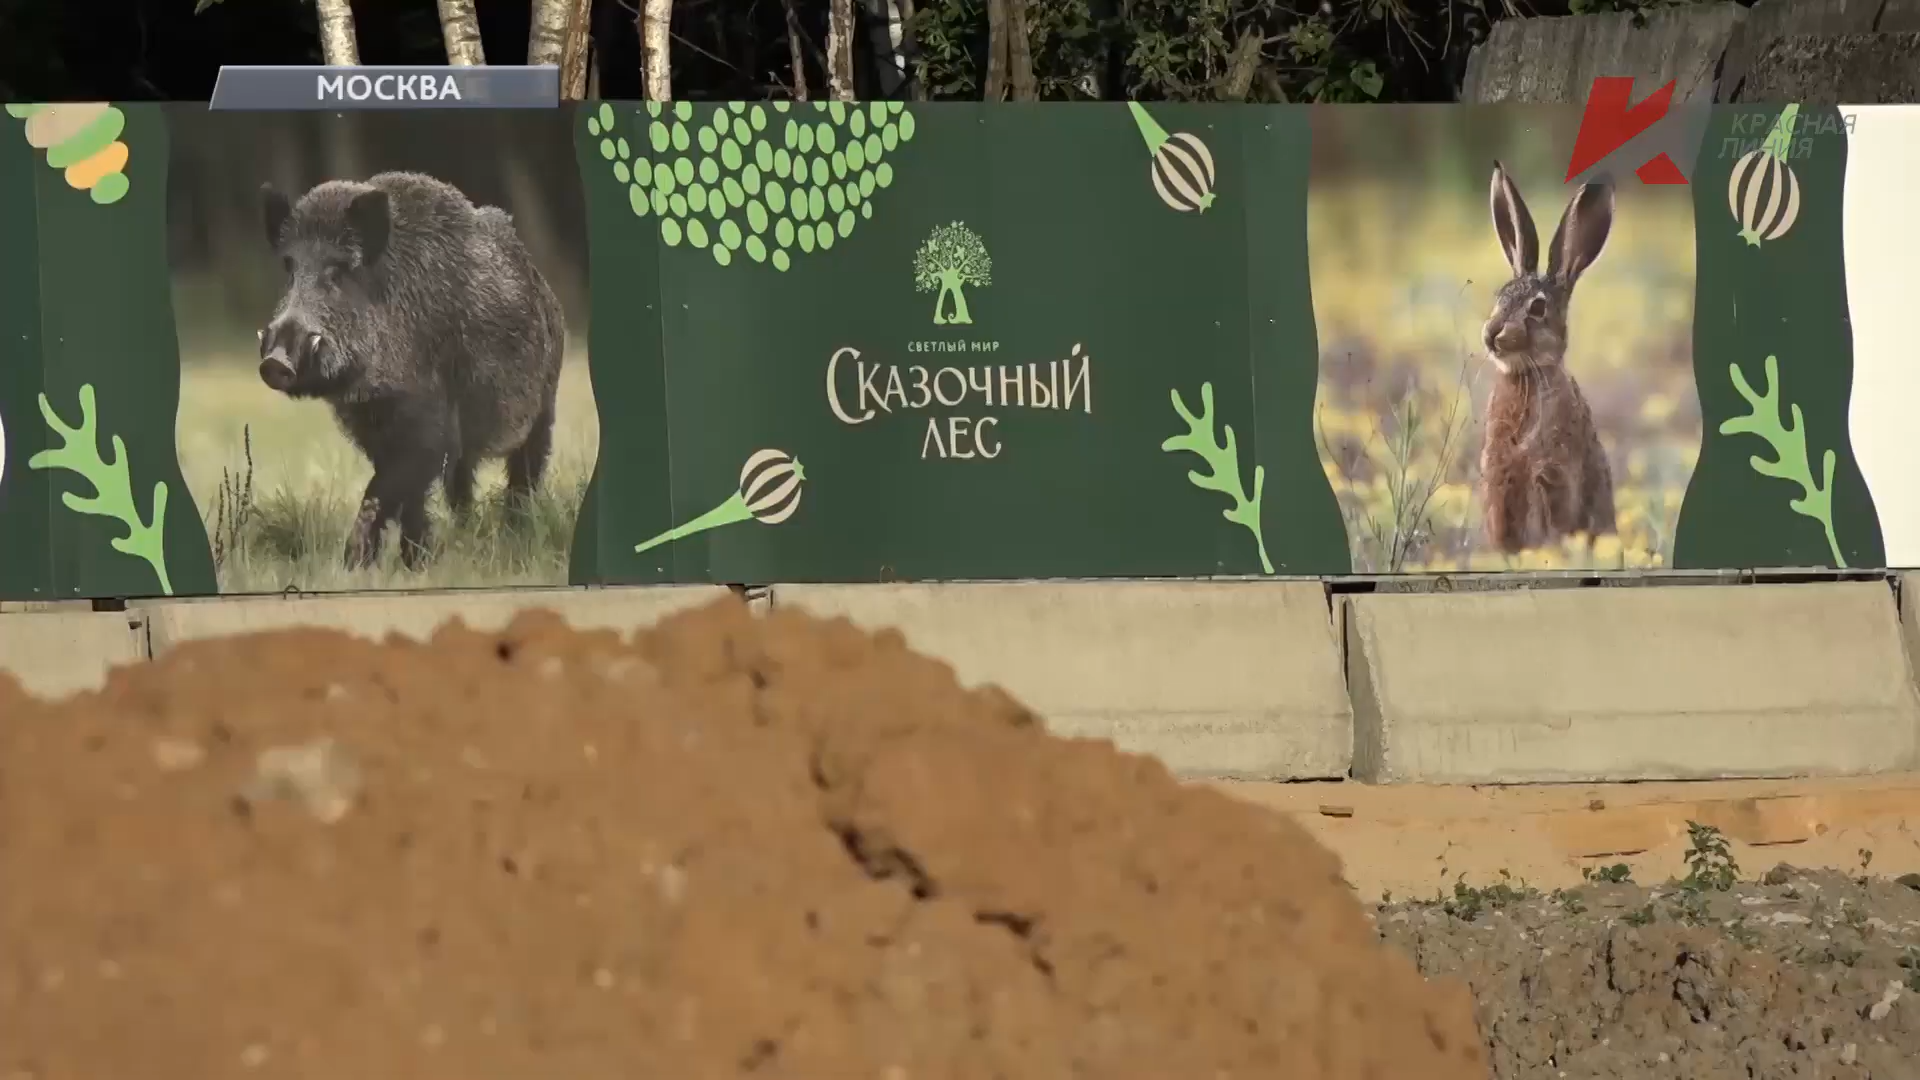 МОСКВА
КРАСНАЯ
ЛИНИЯ
СВЕТЛЫЙ МИР
СКАЗОЧНЫЙ
ЛЕС